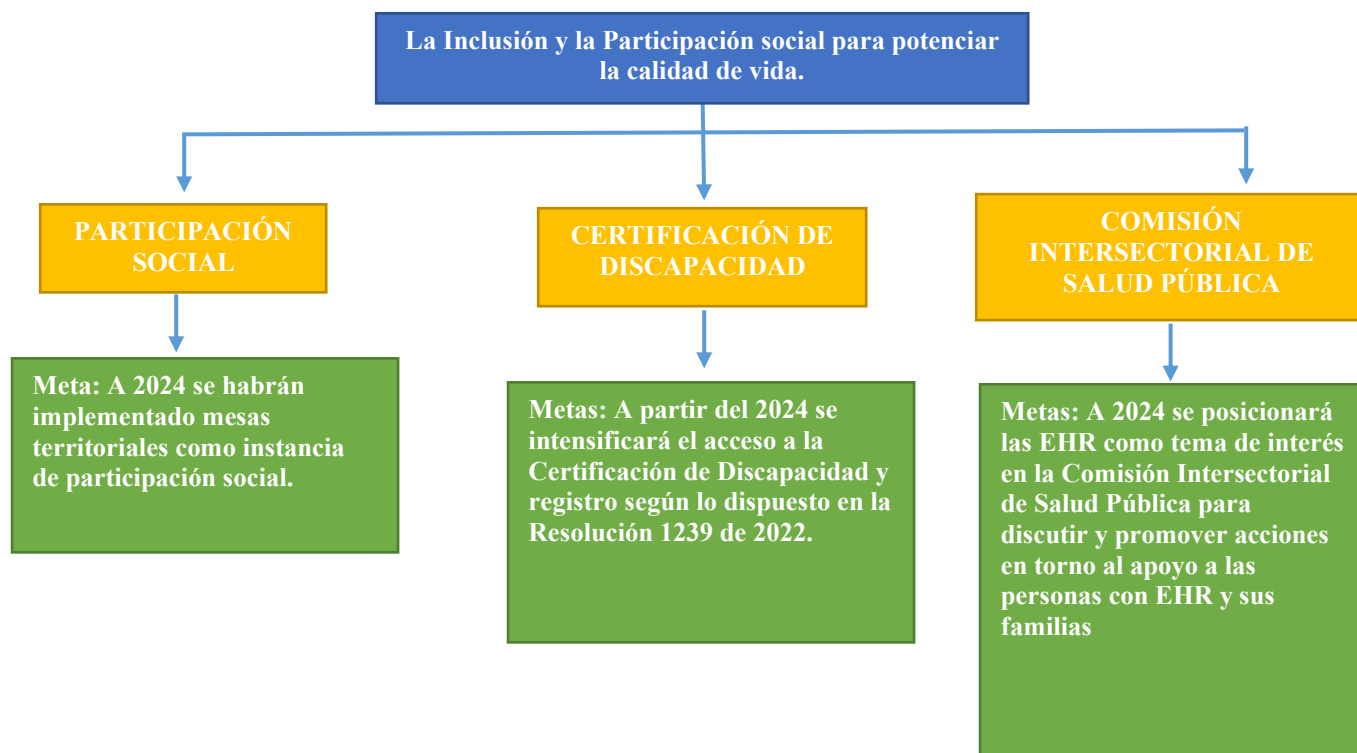 La Inclusión y la Participación social para potenciar
la calidad de vida.
PARTICIPACIÓN
SOCIAL
Meta: A 2024 se habrán
implementado mesas
territoriales como instancia
de participación social.
CERTIFICACIÓN DE
DISCAPACIDAD
Metas: A partir del 2024 se
intensificará el acceso a la
Certificación de Discapacidad y
registro según lo dispuesto en la
Resolución 1239 de 2022.
COMISIÓN
INTERSECTORIAL DE
SALUD PÚBLICA
Metas: A 2024 se posicionará
las EHR como tema de interés
en la Comisión Intersectorial
de Salud Pública para
discutir y promover acciones
en torno al apoyo a las
personas con EHR y sus
familias